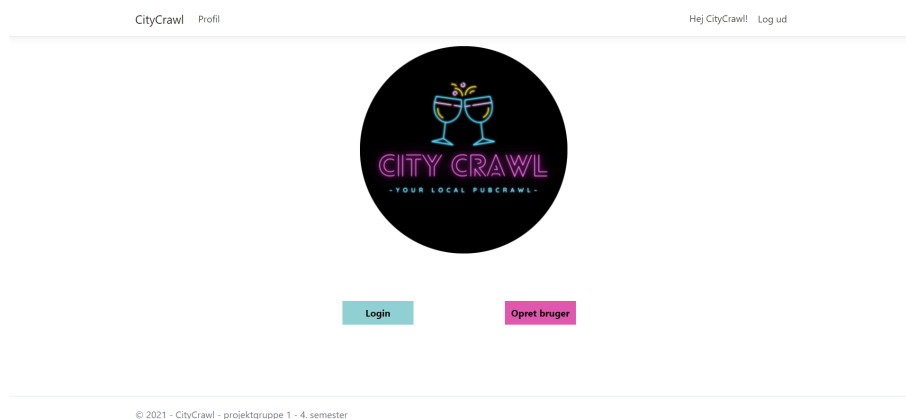 CityCrawl Profil Hej CityCrawl! Log ud
CITY CRAWL
-YOUR LOCAL PUBCRAWL-
Login Opret bruger
© 2021 - CityCrawl - projektgruppe 1 - 4. semester